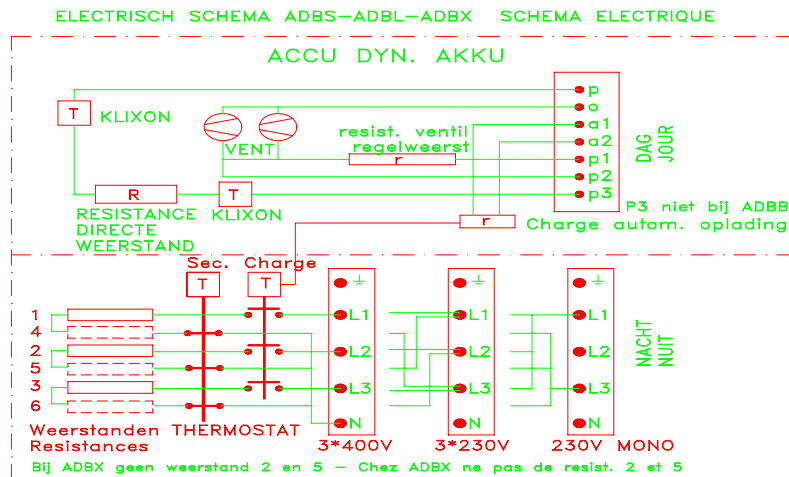 ELECTRISCH SCHEMA ADBS-ADBL-ADBX SCHEMA ELECTRIQUE
ACCU DYN. AKKU
p
T KLIXON
o
a1
resist. ventil
a2
VENT
regelweerst
r
p1
DAG
JOUR
p2
R
T
p3
RESISTANCE
DIRECTE
WEERSTAND
KLIXON
P3 niet bij ADBB
r
Charge autom. oplading
Sec. Charge
T
T
1
L1
L1
L1
4
2
L2
L2
L2
5
NACHT
NUIT
3
L3
L3
L3
6
N
N
N
Weerstanden THERMOSTAT
Resistances
3*400V
3*230V
230V MONO
Bij ADBX geen weerstand 2 en 5 - Chez ADBX ne pas de resist. 2 et 5